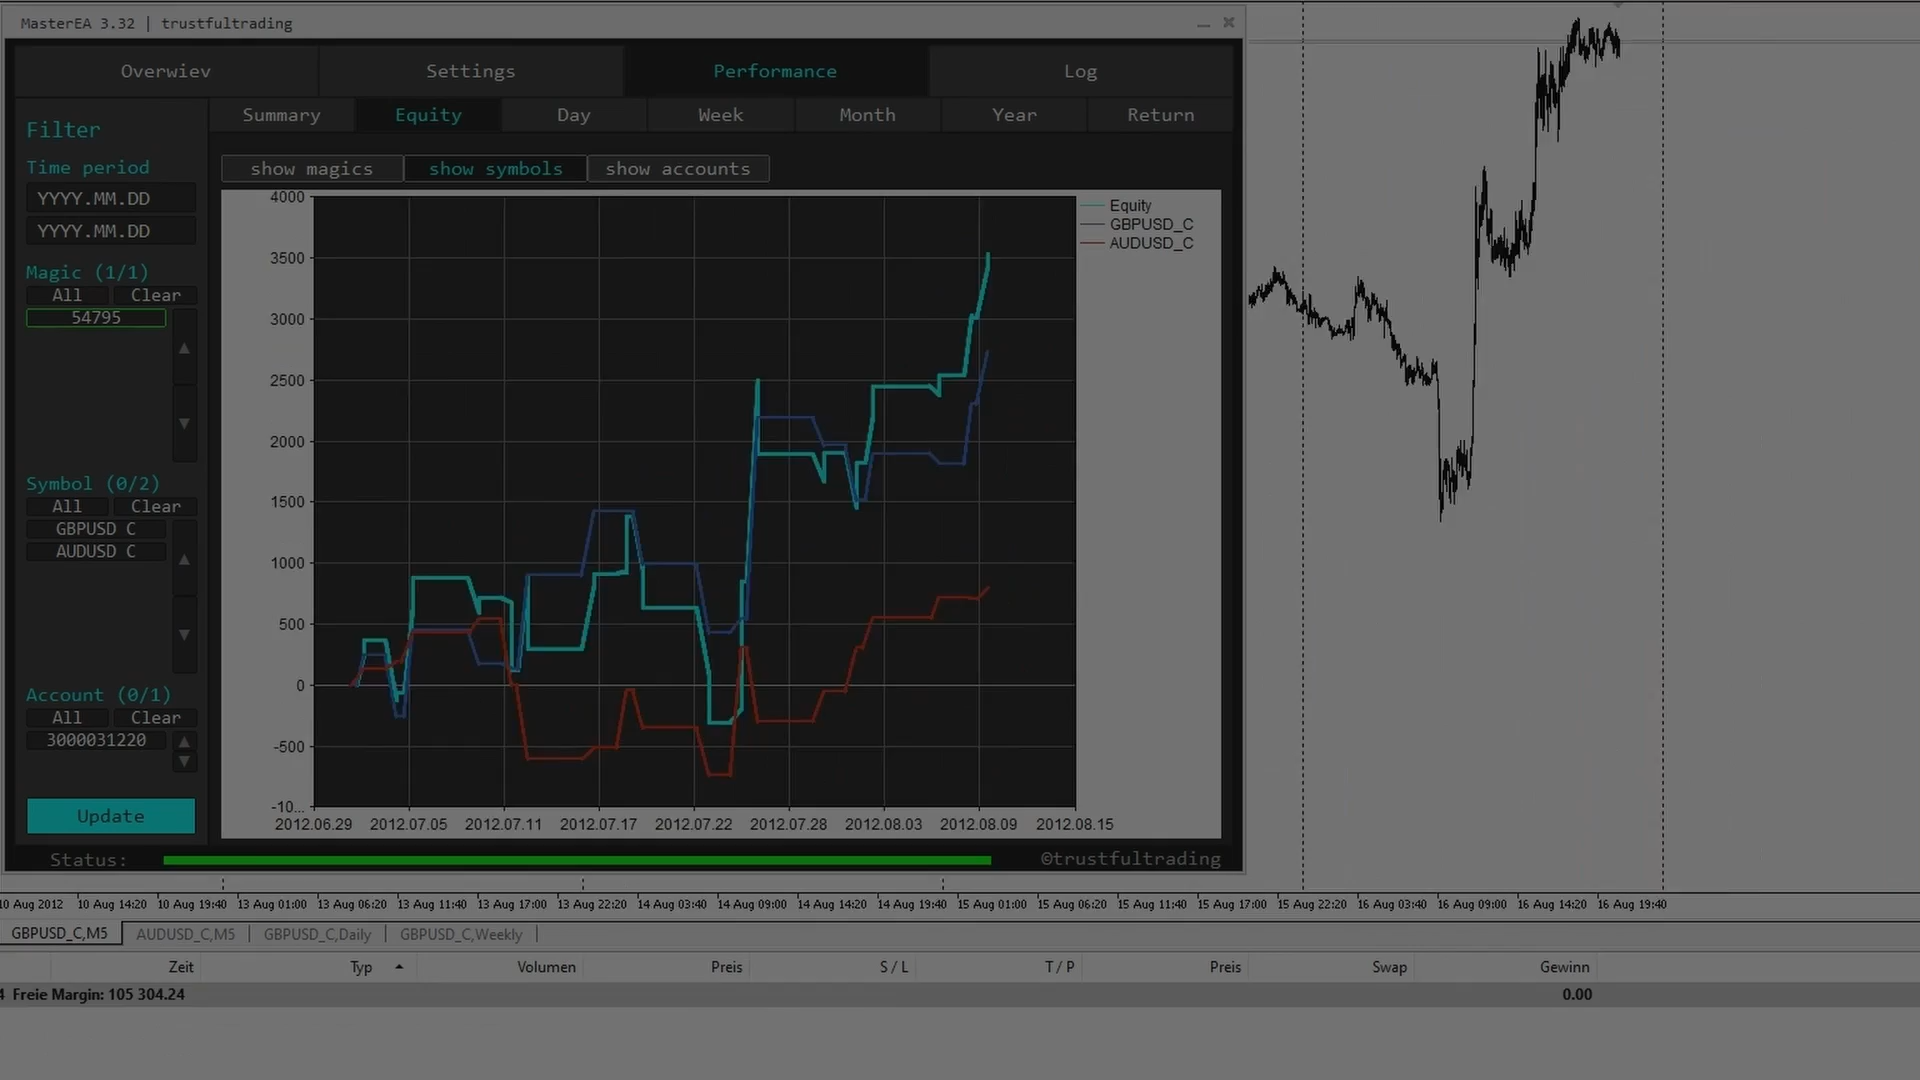 MasterEA 3.32 | trustfultrading
Overwiev Settings Performance Log
Summary Equity Day Week Month Year Return
Filter
Time period
YYYY.MM.DD
YYYY.MM.DD
Magic (1/1)
All Clear
54795
Symbol (0/2)
All Clear
GBPUSD C
AUDUSD C
Account (0/1)
All Clear
3000031220
Update
show magics show symbols show accounts
4000
3500
3000
2500
2000
1500
1000
500
0
-500
-10...
2012.06.29 2012.07.05 2012.07.11 2012.07.17 2012.07.22 2012.07.28 2012.08.03 2012.08.09 2012.08.15
Equity
GBPUSD_C
AUDUSD_C
Status: ©trustfultrading
10 Aug 2012 10 Aug 14:20 10 Aug 19:40 13 Aug 01:00 13 Aug 06:20 13 Aug 11:40 13 Aug 17:00 13 Aug 22:20 14 Aug 03:40 14 Aug 09:00 14 Aug 14:20 14 Aug 19:40 15 Aug 01:00 15 Aug 06:20 15 Aug 11:40 15 Aug 17:00 15 Aug 22:20 16 Aug 03:40 16 Aug 09:00 16 Aug 14:20 16 Aug 19:40
GBPUSD_C,M5 AUDUSD_C,M5 GBPUSD_C,Daily GBPUSD_C,Weekly
Zeit Typ Volumen Preis S / L T / P Preis Swap Gewinn
4 Freie Margin: 105 304.24 0.00